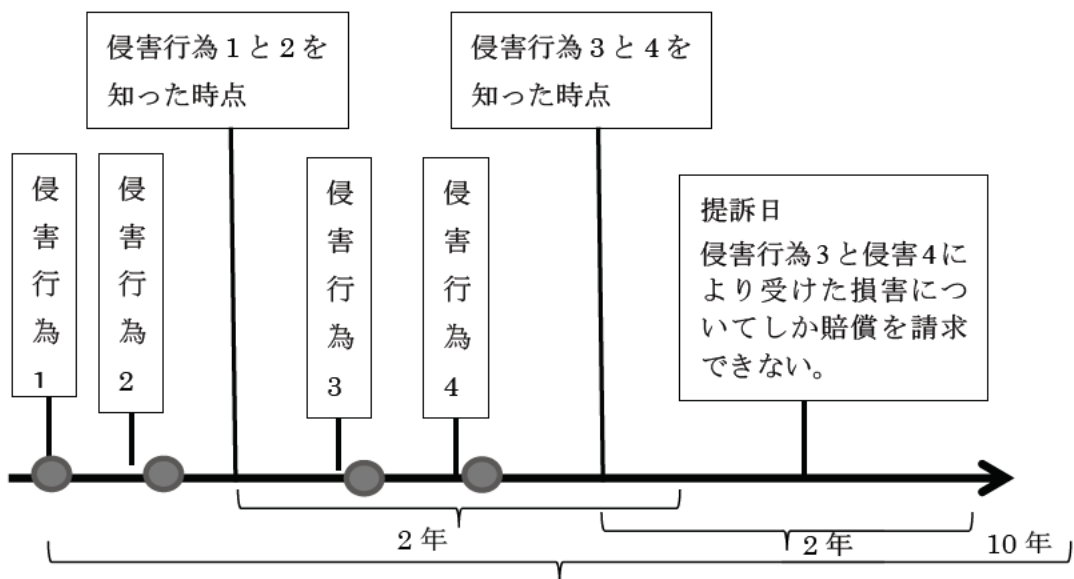 侵害行為1と2を
知った時点
侵害行為3と4を
知った時点
侵害行為1
侵害行為2
侵害行為3
侵害行為4
提訴日
侵害行為3と侵害4に
より受けた損害につ
いてしか賠償を請求
できない。
2年
2年
10年